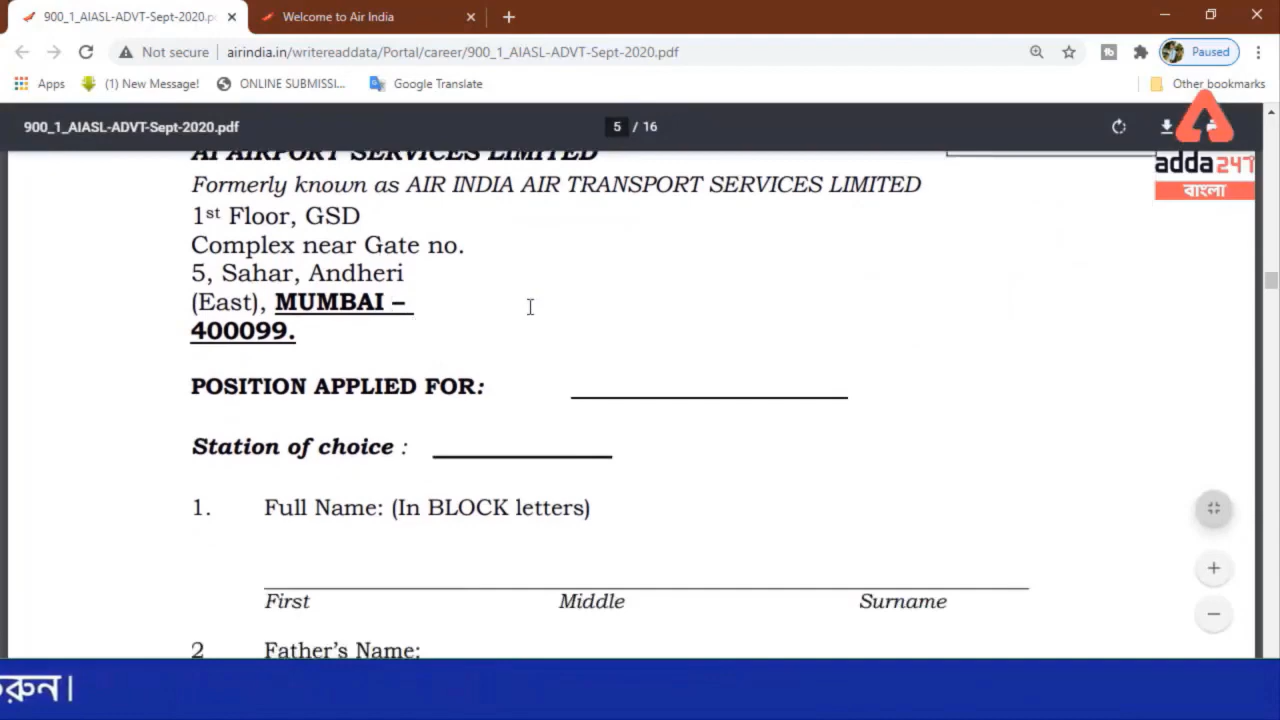 900_1_AIASL-ADVT-Sept-2020.p
Welcome to Air India
Not secure
airindia.in/writereaddata/Portal/career/900_1_AIASL-ADVT-Sept-2020.pdf
Paused
Apps
(1) New Message!
ONLINE SUBMISSI...
Google Translate
Other bookmarks
900_1_AIASL-ADVT-Sept-2020.pdf
5 / 16
adda247
বাংলা
AI AIRPORT SERVICES LIMITED
Formerly known as AIR INDIA AIR TRANSPORT SERVICES LIMITED
1st Floor, GSD
Complex near Gate no.
5, Sahar, Andheri
(East), MUMBAI –
400099.
POSITION APPLIED FOR:
Station of choice :
1. Full Name: (In BLOCK letters)
First Middle Surname
2 Father's Name: